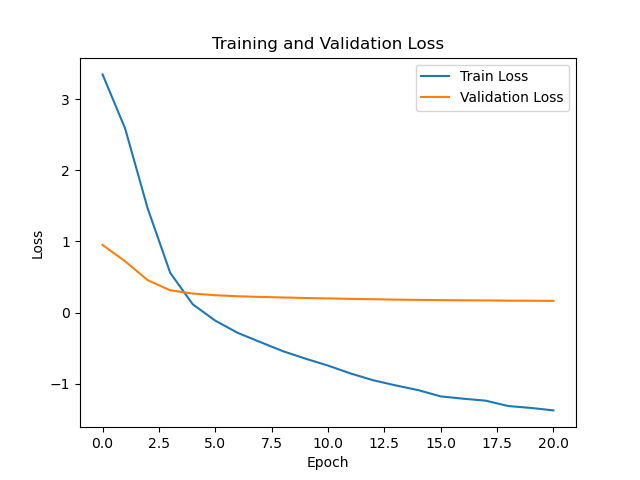 Training and Validation Loss
Train Loss
Validation Loss
3
2
1
0
−1
Loss
0.0 2.5 5.0 7.5 10.0 12.5 15.0 17.5 20.0
Epoch